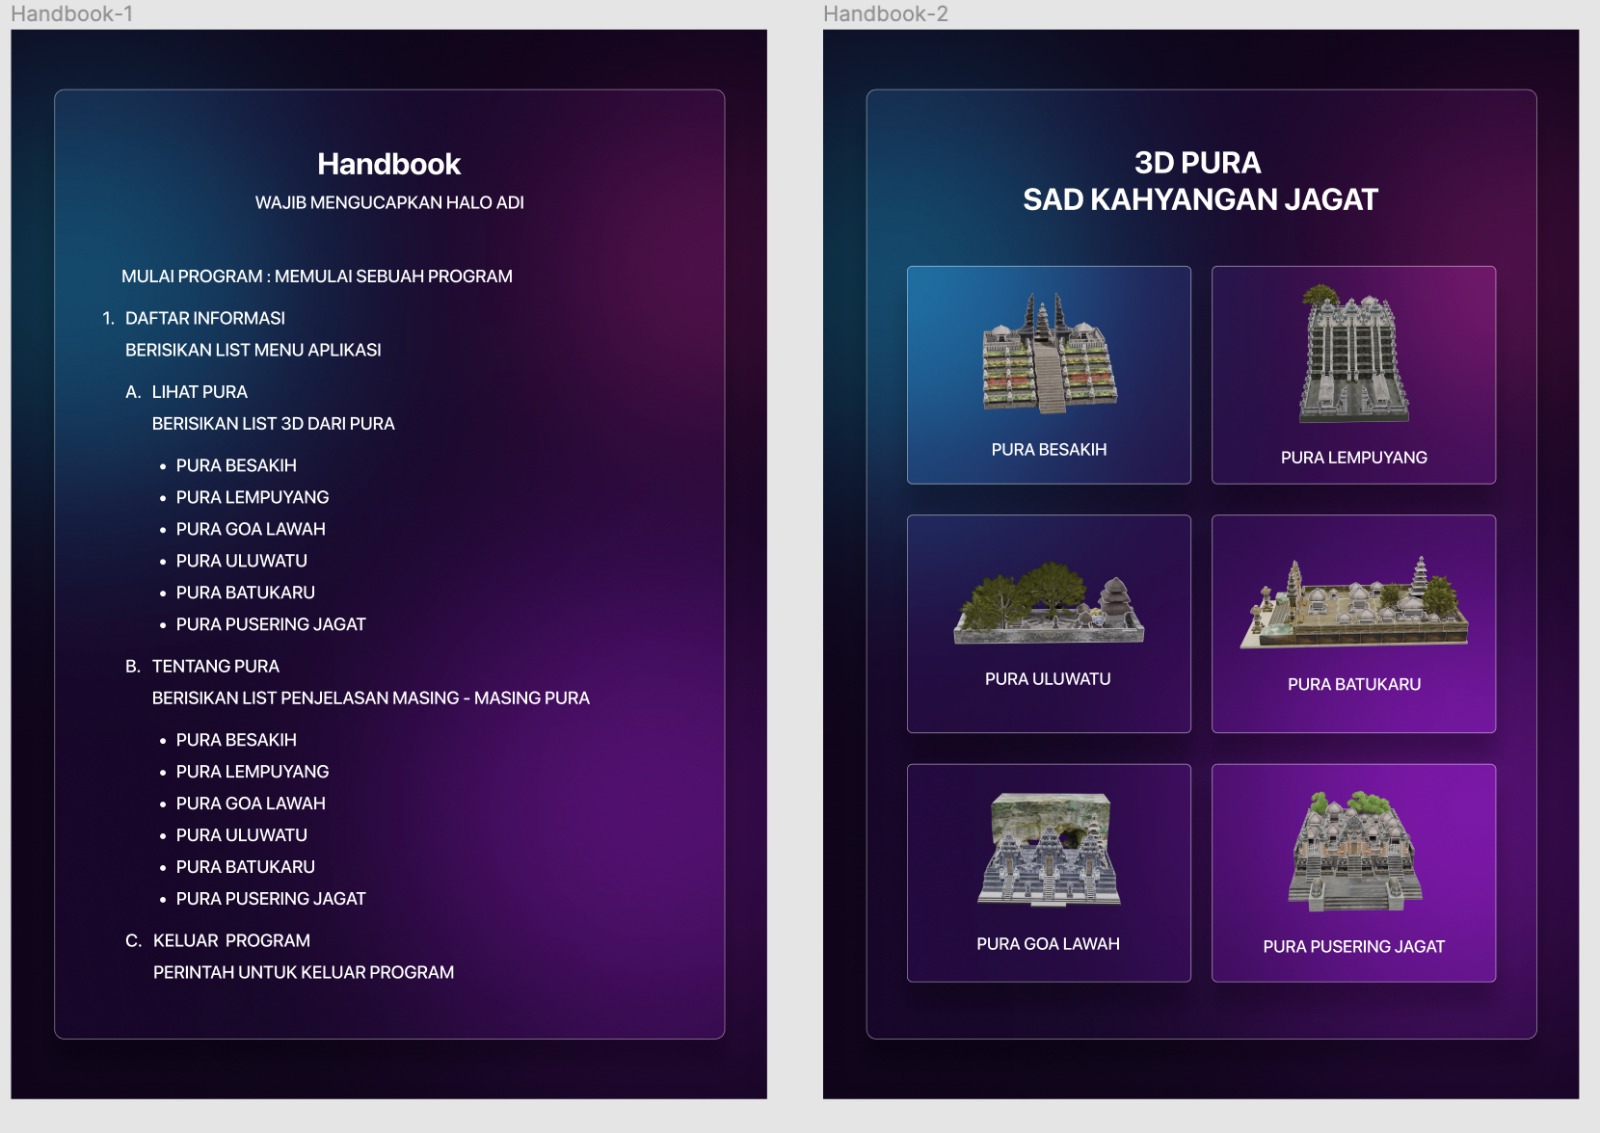 Handbook-1
Handbook
WAJIB MENGUCAPKAN HALO ADI
MULAI PROGRAM : MEMULAI SEBUAH PROGRAM
1. DAFTAR INFORMASI
BERISIKAN LIST MENU APLIKASI
A. LIHAT PURA
BERISIKAN LIST 3D DARI PURA
• PURA BESAKIH
• PURA LEMPUYANG
• PURA GOA LAWAH
• PURA ULUWATU
• PURA BATUKARU
• PURA PUSERING JAGAT
B. TENTANG PURA
BERISIKAN LIST PENJELASAN MASING - MASING PURA
• PURA BESAKIH
• PURA LEMPUYANG
• PURA GOA LAWAH
• PURA ULUWATU
• PURA BATUKARU
• PURA PUSERING JAGAT
C. KELUAR PROGRAM
PERINTAH UNTUK KELUAR PROGRAM
Handbook-2
3D PURA
SAD KAHYANGAN JAGAT
PURA BESAKIH
PURA LEMPUYANG
PURA ULUWATU
PURA BATUKARU
PURA GOA LAWAH
PURA PUSERING JAGAT